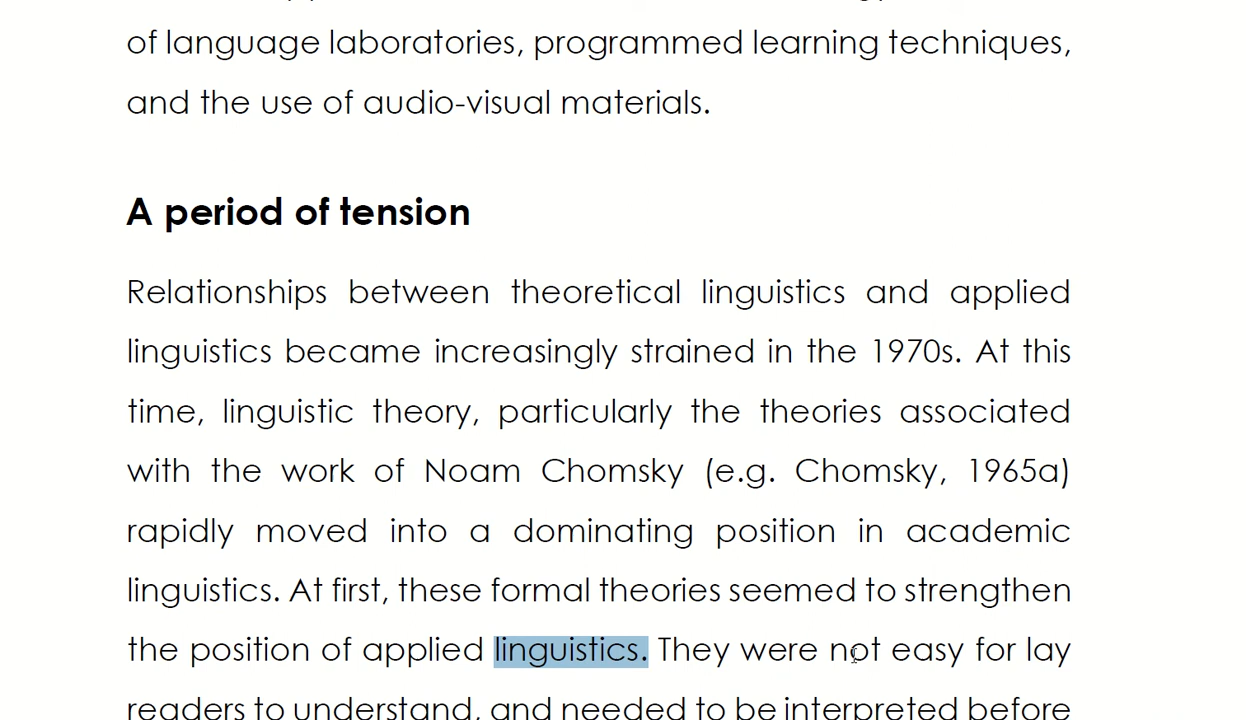 of language laboratories, programmed learning techniques,
and the use of audio-visual materials.
A period of tension
Relationships between theoretical linguistics and applied
linguistics became increasingly strained in the 1970s. At this
time, linguistic theory, particularly the theories associated
with the work of Noam Chomsky (e.g. Chomsky, 1965a)
rapidly moved into a dominating position in academic
linguistics. At first, these formal theories seemed to strengthen
the position of applied linguistics. They were not easy for lay
readers to understand, and needed to be interpreted before